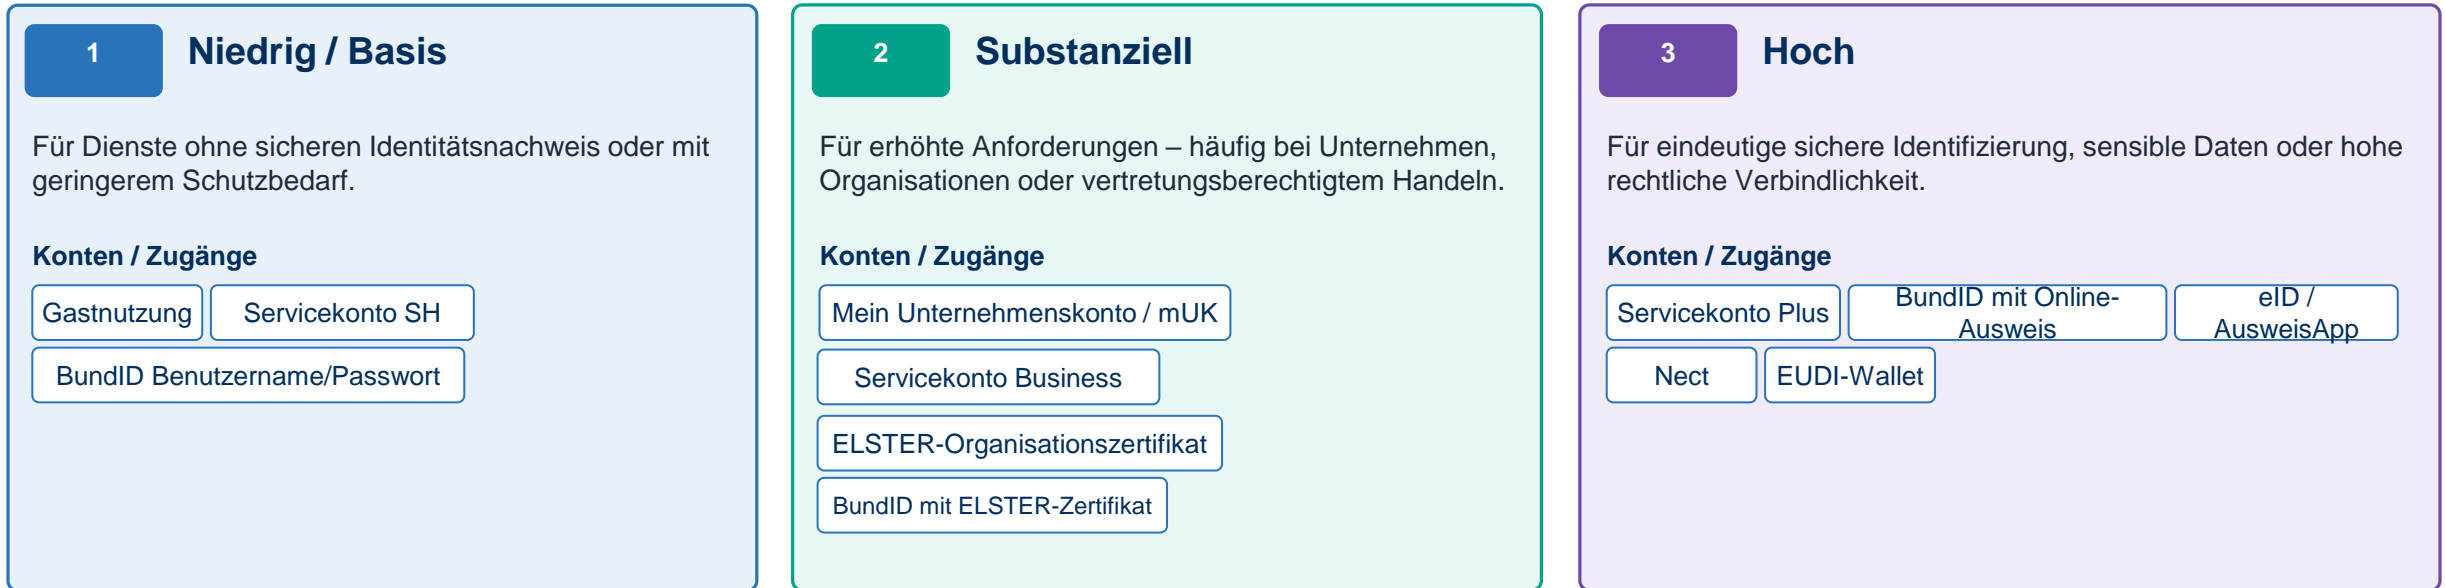 1
Niedrig / Basis
Für Dienste ohne sicheren Identitätsnachweis oder mit
geringerem Schutzbedarf.
Konten / Zugänge
Gastnutzung
Servicekonto SH
BundID Benutzername/Passwort
2
Substanziell
Für erhöhte Anforderungen – häufig bei Unternehmen,
Organisationen oder vertretungsberechtigtem Handeln.
Konten / Zugänge
Mein Unternehmenskonto / mUK
Servicekonto Business
ELSTER-Organisationszertifikat
BundID mit ELSTER-Zertifikat
3
Hoch
Für eindeutige sichere Identifizierung, sensible Daten oder hohe
rechtliche Verbindlichkeit.
Konten / Zugänge
Servicekonto Plus
BundID mit Online-
Ausweis
eID /
AusweisApp
Nect
EUDI-Wallet